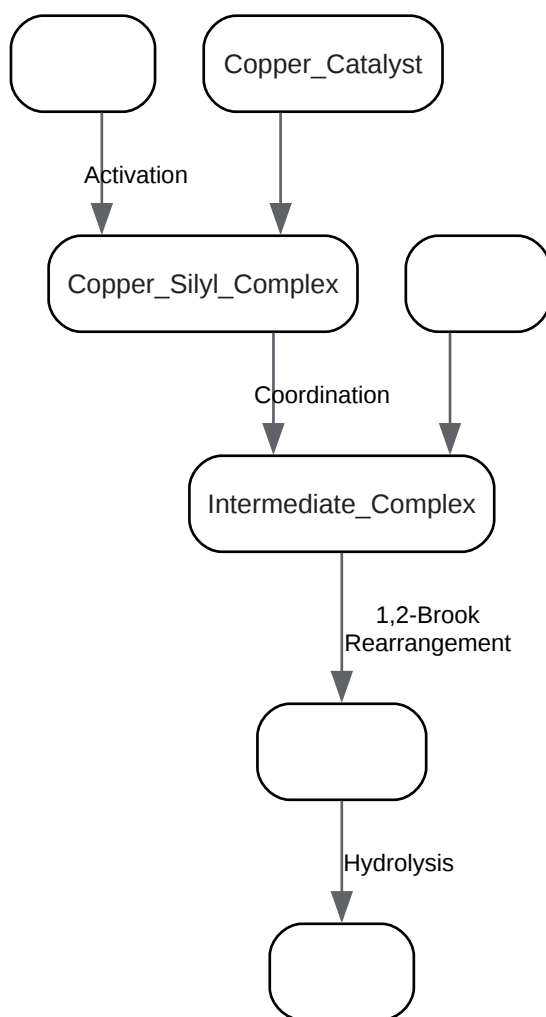 Copper_Catalyst
Activation
Copper_Silyl_Complex
Coordination
Intermediate_Complex
1,2-Brook
Rearrangement
Hydrolysis